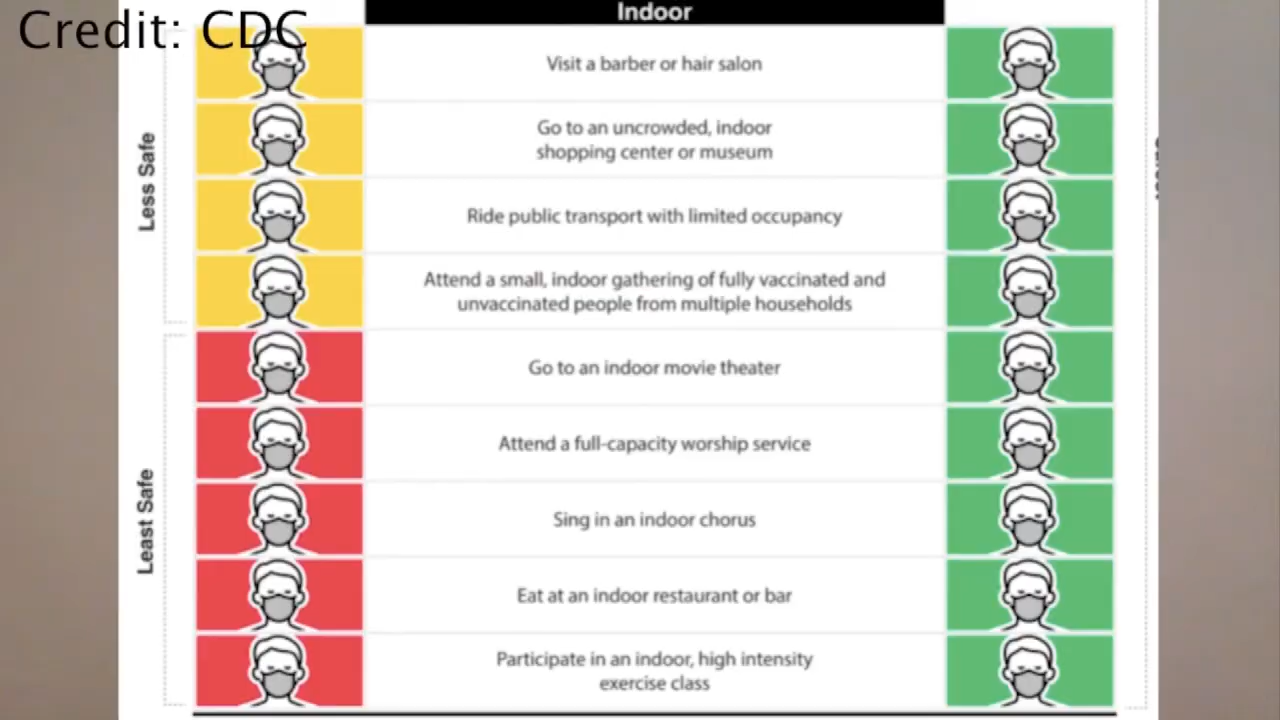 Indoor
Credit: CDC
Visit a barber or hair salon
Go to an uncrowded, indoor
shopping center or museum
Less Safe
Ride public transport with limited occupancy
Attend a small, indoor gathering of fully vaccinated and
unvaccinated people from multiple households
Go to an indoor movie theater
Attend a full-capacity worship service
Least Safe
Sing in an indoor chorus
Eat at an indoor restaurant or bar
Participate in an indoor, high intensity
exercise class